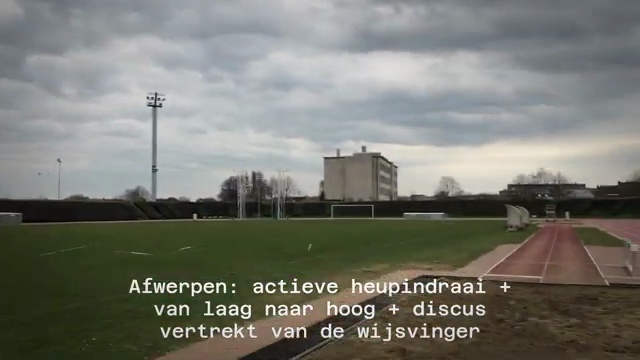 Afwerpen: actieve heupindraai +
van laag naar hoog + discus
vertrekt van de wijsvinger